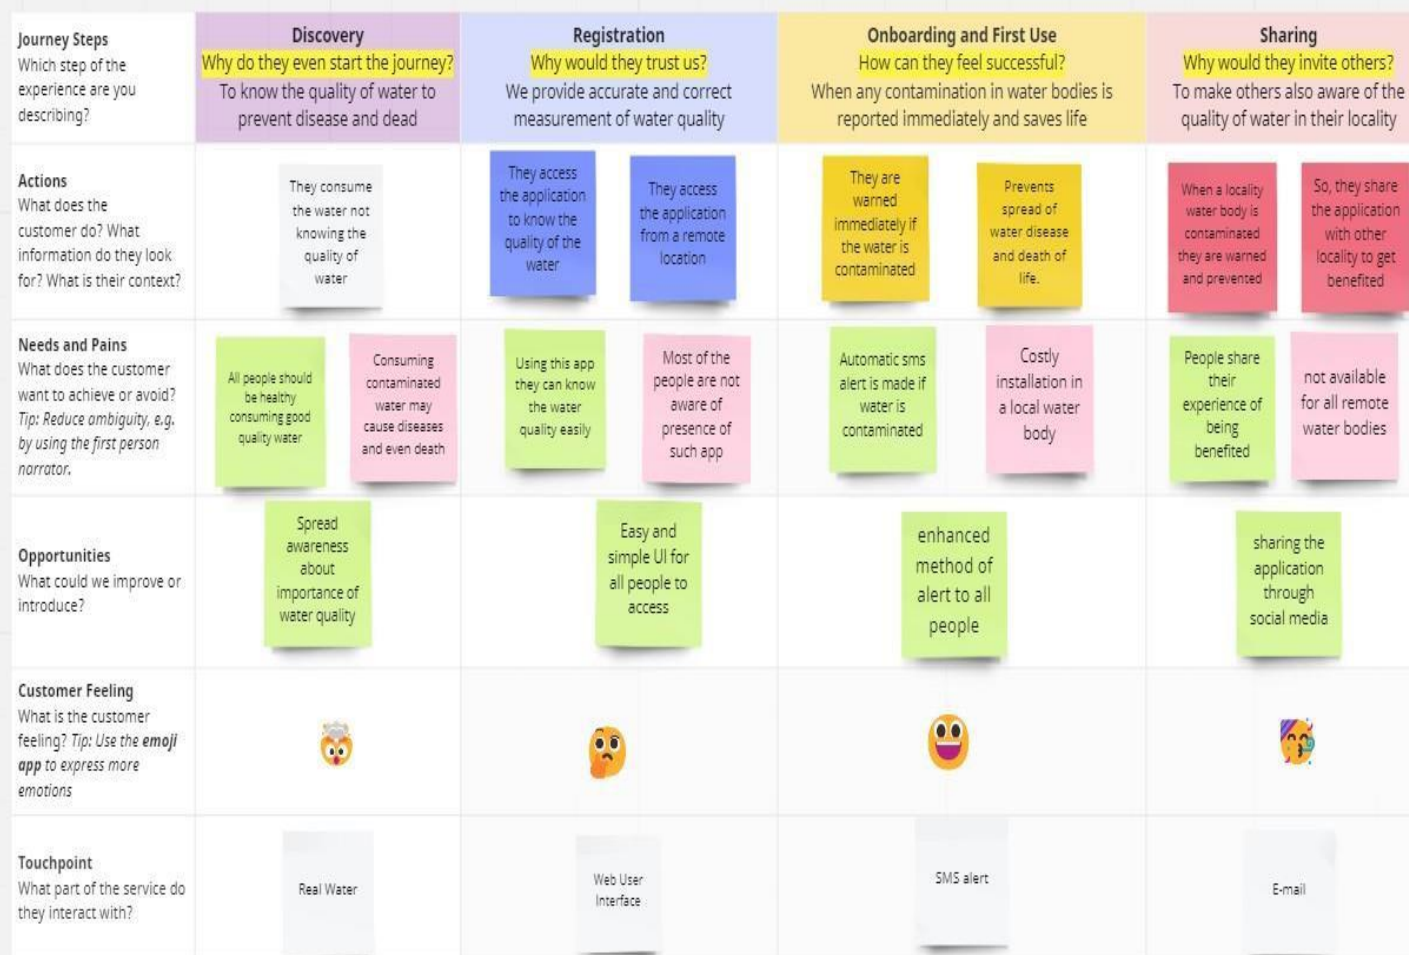 Journey Steps
Which step of the
experience are you
describing?
Discovery
Why do they even start the journey?
To know the quality of water to
prevent disease and dead
Registration
Why would they trust us?
We provide accurate and correct
measurement of water quality
Onboarding and First Use
How can they feel successful?
When any contamination in water bodies is
reported immediately and saves life
Sharing
Why would they invite others?
To make others also aware of the
quality of water in their locality
Actions
What does the
customer do? What
information do they look
for? What is their context?
They consume
the water not
knowing the
quality of
water
They access
the application
to know the
quality of the
water
They access
the application
from a remote
location
They are
warned
immediately if
the water is
contaminated
Prevents
spread of
water disease
and death of
life.
When a locality
water body is
contaminated
they are warned
and prevented
So, they share
the application
with other
locality to get
benefited
Needs and Pains
What does the customer
want to achieve or avoid?
Tip: Reduce ambiguity, e.g.
by using the first person
narrator.
All people should
be healthy
consuming good
quality water
Consuming
contaminated
water may
cause diseases
and even death
Using this app
they can know
the water
quality easily
Most of the
people are not
aware of
presence of
such app
Automatic sms
alert is made if
water is
contaminated
Costly
installation in
a local water
body
People share
their
experience of
being
benefited
not available
for all remote
water bodies
Opportunities
What could we improve or
introduce?
Spread
awareness
about
importance of
water quality
Easy and
simple UI for
all people to
access
enhanced
method of
alert to all
people
sharing the
application
through
social media
Customer Feeling
What is the customer
feeling? Tip: Use the emoji
app to express more
emotions
Touchpoint
What part of the service do
they interact with?
Real Water
Web User
Interface
SMS alert
E-mail